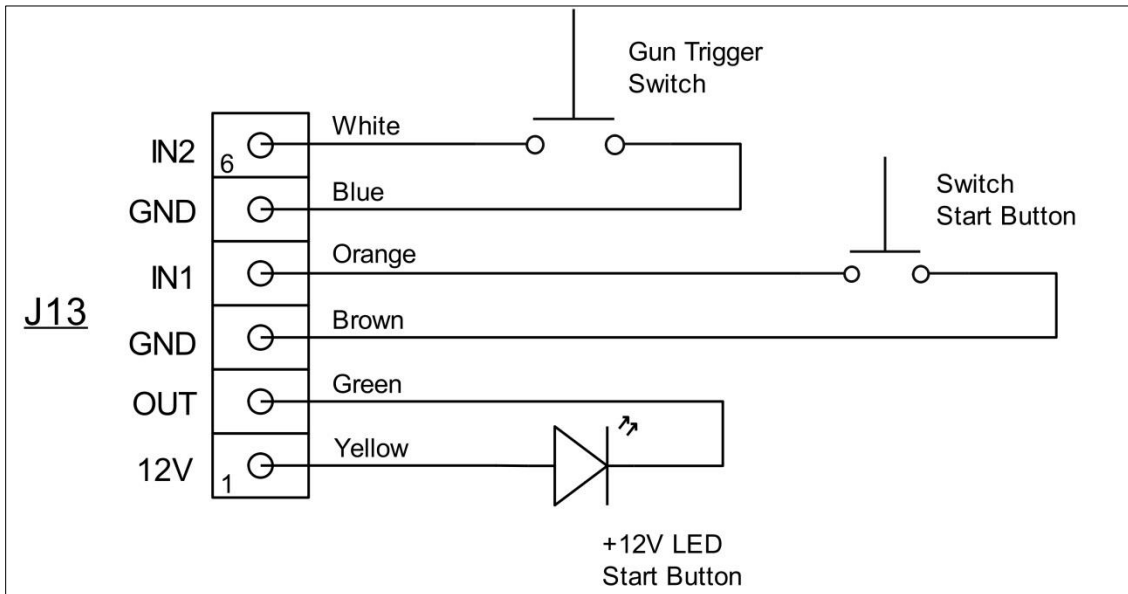 Gun Trigger
Switch
White
IN2
6
Blue
GND
Switch
Start Button
Orange
IN1
J13
Brown
GND
Green
OUT
Yellow
12V
1
+12V LED
Start Button